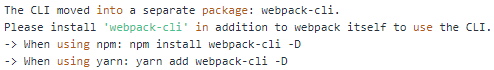 The CLI moved into a separate package: webpack-cli.
Please install 'webpack-cli' in addition to webpack itself to use the CLI.
-> When using npm: npm install webpack-cli -D
-> When using yarn: yarn add webpack-cli -D